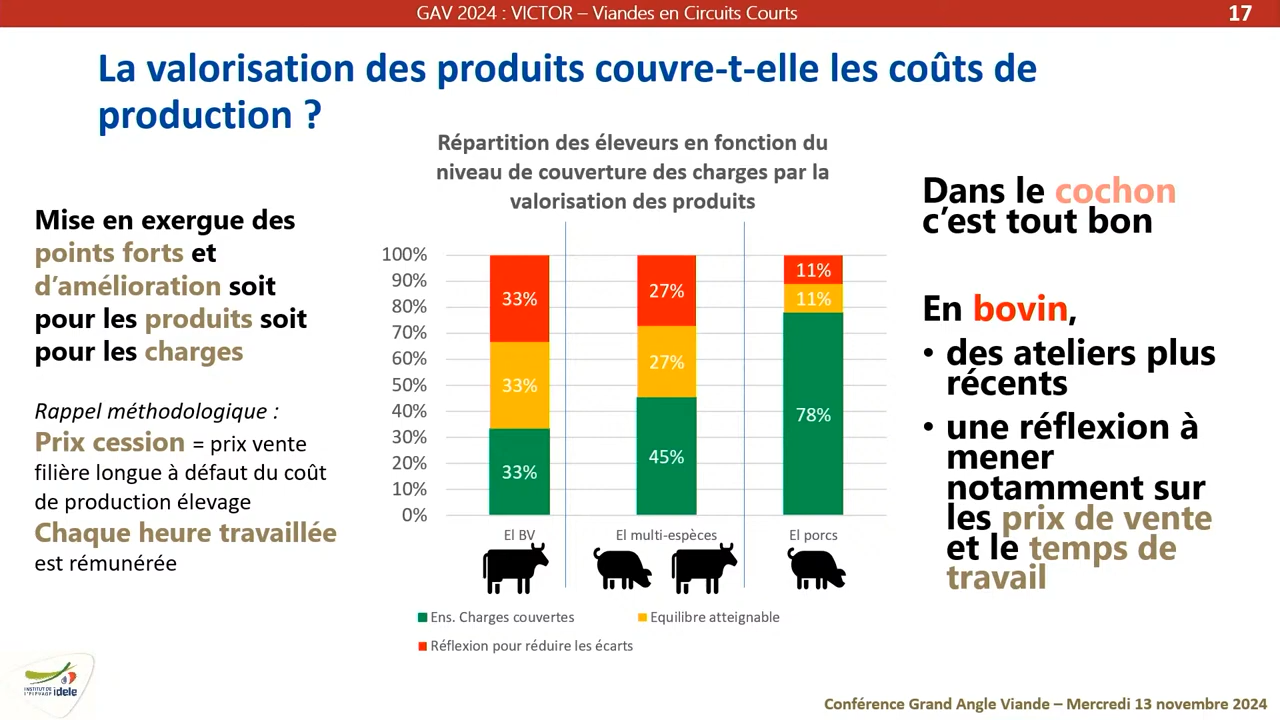 GAV 2024 : VICTOR – Viandes en Circuits Courts
17
La valorisation des produits couvre-t-elle les coûts de
production ?
Mise en exergue des
points forts et
d’amélioration soit
pour les produits soit
pour les charges
Rappel méthodologique :
Prix cession = prix vente
filière longue à défaut du coût
de production élevage
Chaque heure travaillée
est rémunérée
Répartition des éleveurs en fonction du
niveau de couverture des charges par la
valorisation des produits
100%
90%
80%
70%
60%
50%
40%
30%
20%
10%
0%
33%
33%
33%
27%
27%
45%
11%
11%
78%
El BV
El multi-espèces
El porcs
Ens. Charges couvertes
Equilibre atteignable
Réflexion pour réduire les écarts
Dans le cochon
c’est tout bon
En bovin,
• des ateliers plus
récents
• une réflexion à
mener
notamment sur
les prix de vente
et le temps de
travail
INSTITUT DE
L'ÉLEVAGE idele
Conférence Grand Angle Viande – Mercredi 13 novembre 2024